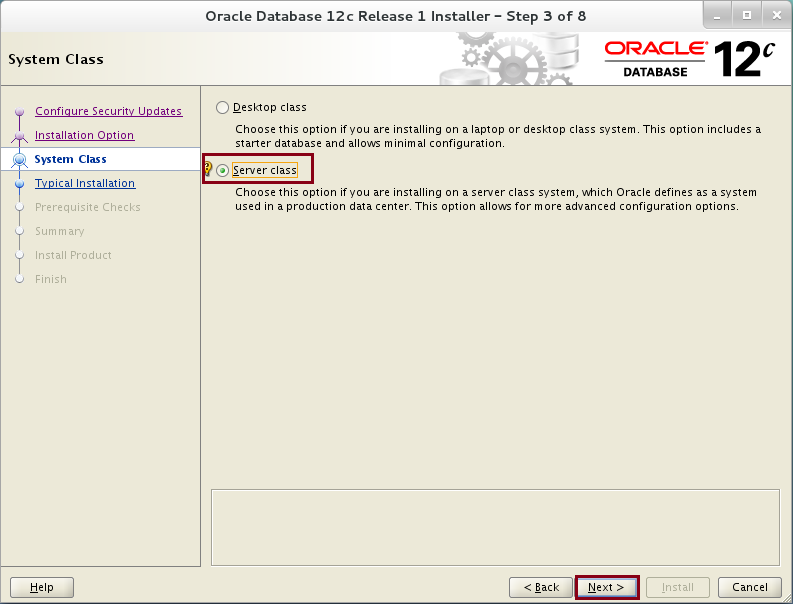 Oracle Database 12c Release 1 Installer - Step 3 of 8
System Class
ORACLE®
DATABASE
12c
Configure Security Updates
Installation Option
System Class
Typical Installation
Prerequisite Checks
Summary
Install Product
Finish
Desktop class
Choose this option if you are installing on a laptop or desktop class system. This option includes a
starter database and allows minimal configuration.
Server class
Choose this option if you are installing on a server class system, which Oracle defines as a system
used in a production data center. This option allows for more advanced configuration options.
Help
< Back
Next >
Install
Cancel